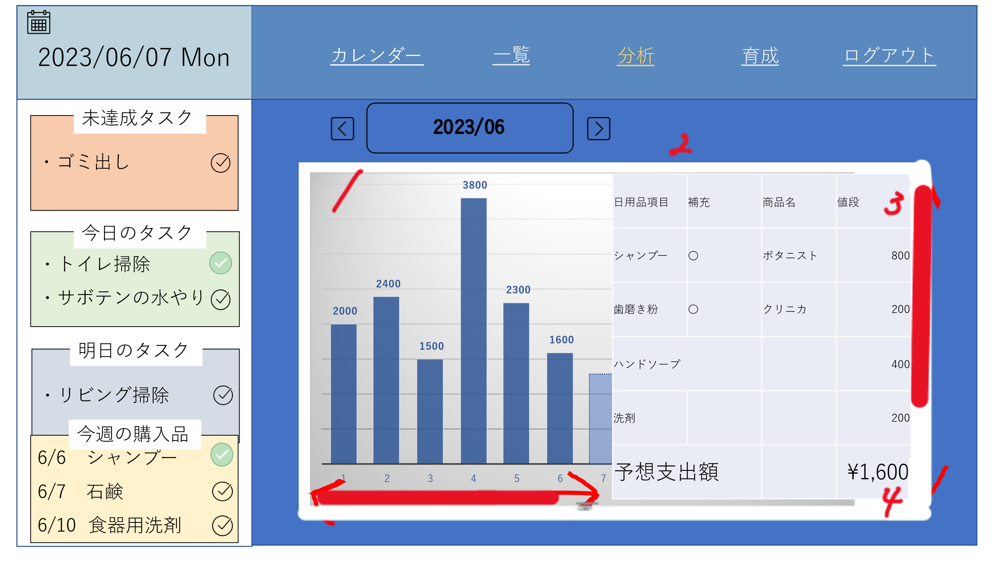 2023/06/07 Mon
カレンダー 一覧 分析 育成 ログアウト
未達成タスク
・ゴミ出し
今日のタスク
・トイレ掃除
・サボテンの水やり
明日のタスク
・リビング掃除
今週の購入品
6/6 シャンプー
6/7 石鹸
6/10 食器用洗剤
2023/06
2
1
2000
2400
1500
3800
2300
1600
1 2 3 4 5 6 7
日用品項目 補充 商品名 値段
3
シャンプー 〇 ボタニスト 800
歯磨き粉 〇 クリニカ 200
ハンドソープ 400
洗剤 200
予想支出額 ¥1,600
4